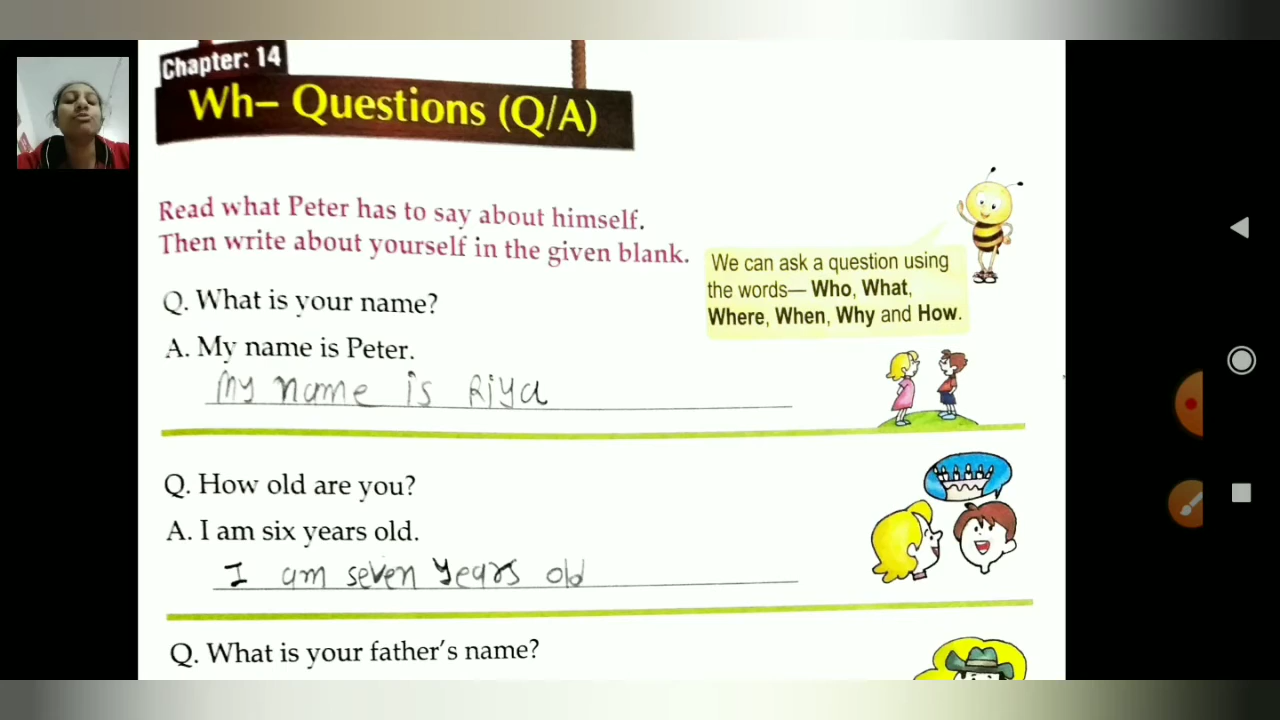 Chapter: 14
Wh– Questions (Q/A)
Read what Peter has to say about himself.
Then write about yourself in the given blank.
We can ask a question using
the words— Who, What,
Where, When, Why and How.
Q. What is your name?
A. My name is Peter.
My name is Riya
Q. How old are you?
A. I am six years old.
I am seven years old
Q. What is your father's name?